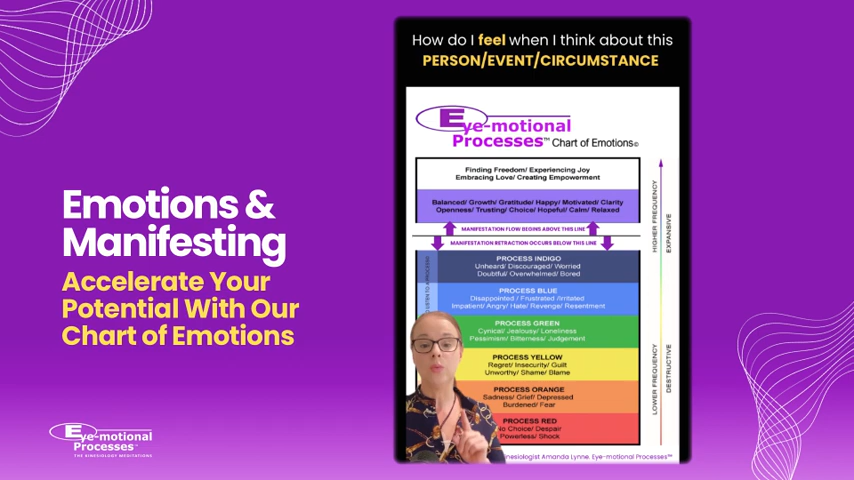 Emotions &
Manifesting
Accelerate Your
Potential With Our
Chart of Emotions
Eye-motional
Processes™
THE KINESIOLOGY MEDITATIONS
How do I feel when I think about this
PERSON/EVENT/CIRCUMSTANCE
Eye-motional
Processes™ Chart of Emotions©
Finding Freedom/ Experiencing Joy
Embracing Love/ Creating Empowerment
Balanced/ Growth/ Gratitude/ Happy/ Motivated/ Clarity
Openness/ Trusting/ Choice/ Hopeful/ Calm/ Relaxed
MANIFESTATION FLOW BEGINS ABOVE THIS LINE
MANIFESTATION RETRACTION OCCURS BELOW THIS LINE
PROCESS INDIGO
Unheard/ Discouraged/ Worried
Doubtful/ Overwhelmed/ Bored
PROCESS BLUE
Disappointed / Frustrated /Irritated
Impatient/ Angry/ Hate/ Revenge/ Resentment
PROCESS GREEN
Cynical/ Jealousy/ Loneliness
Pessimism/ Bitterness/ Judgement
PROCESS YELLOW
Regret/ Insecurity/ Guilt
Unworthy/ Shame/ Blame
PROCESS ORANGE
Sadness/ Grief/ Depressed
Burdened/ Fear
PROCESS RED
Choice/ Despair
Powerless/ Shock
HIGHER FREQUENCY
EXPANSIVE
LOWER FREQUENCY
DESTRUCTIVE
Amanda Lynne. Eye-motional Processes™